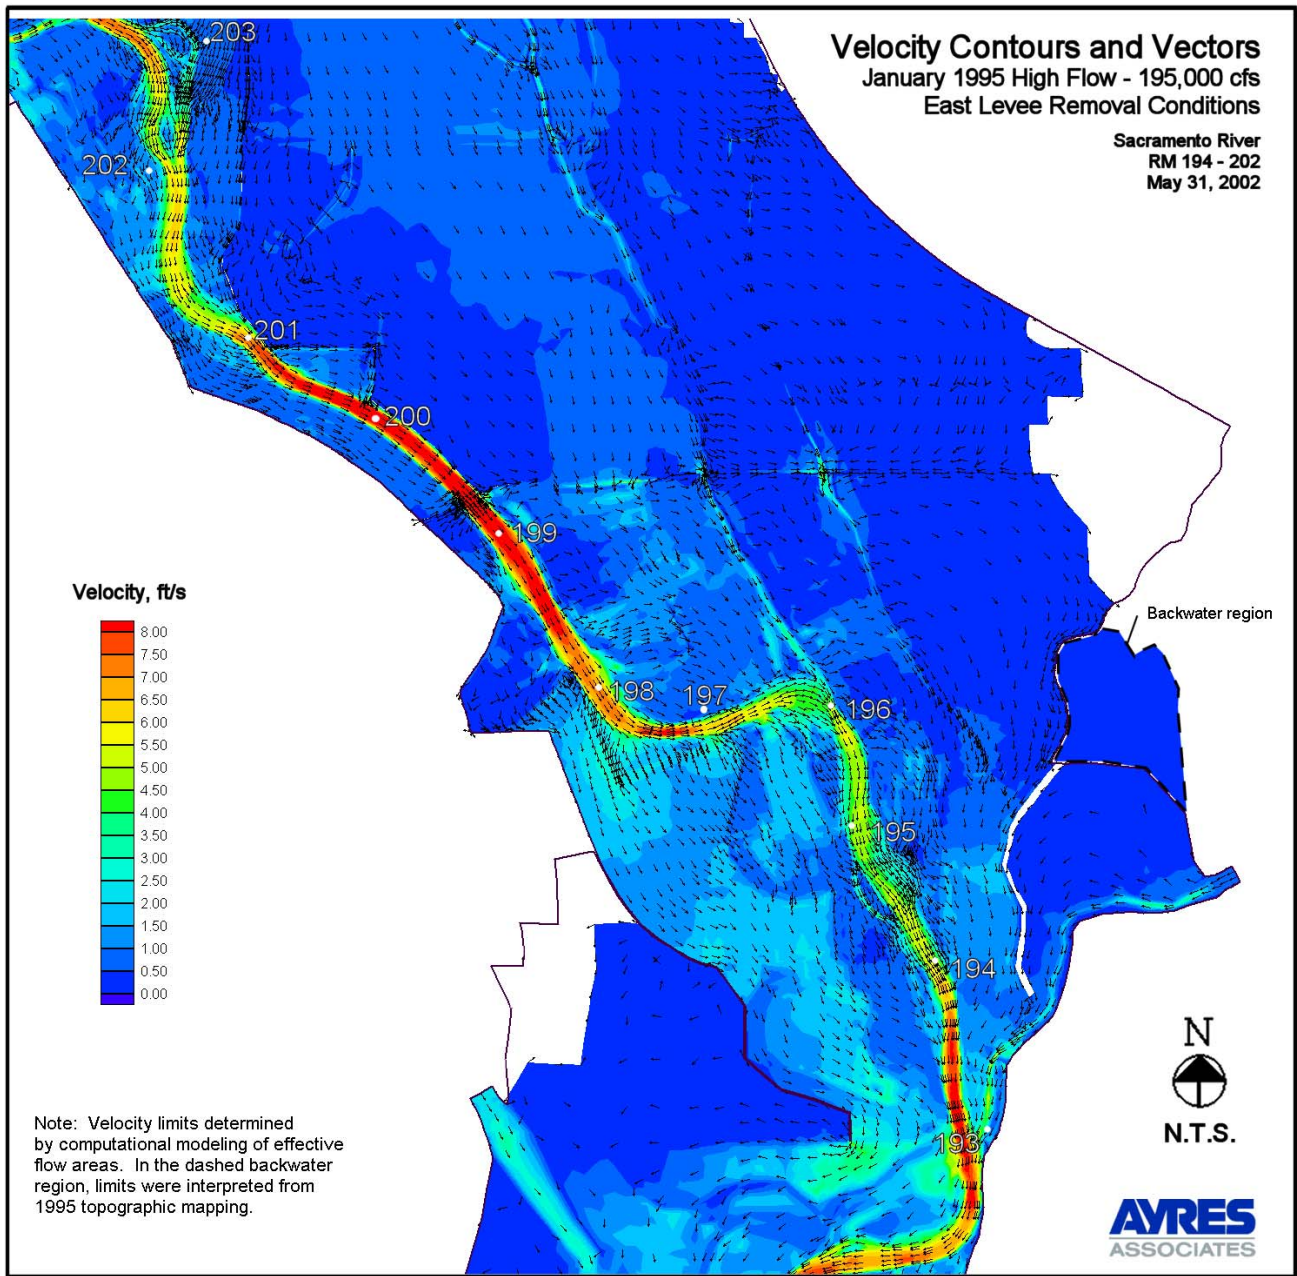 Velocity Contours and Vectors
January 1995 High Flow - 195,000 cfs
East Levee Removal Conditions
Sacramento River
RM 194 - 202
May 31, 2002
203
202
201
200
199
198
197
196
195
194
193
Backwater region
Velocity, ft/s
8.00
7.50
7.00
6.50
6.00
5.50
5.00
4.50
4.00
3.50
3.00
2.50
2.00
1.50
1.00
0.50
0.00
Note: Velocity limits determined
by computational modeling of effective
flow areas. In the dashed backwater
region, limits were interpreted from
1995 topographic mapping.
N
N.T.S.
AYRES
ASSOCIATES